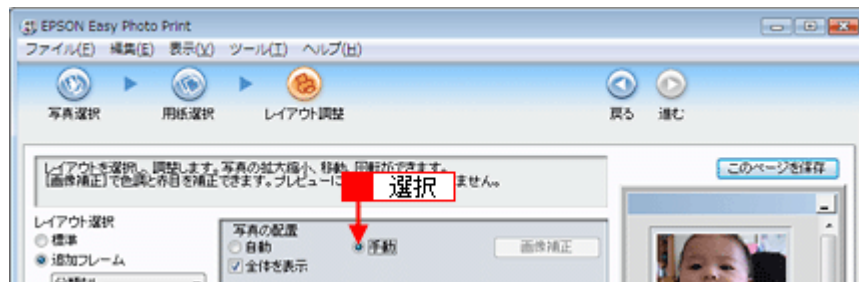 EPSON Easy Photo Print
ファイル(F) 編集(E) 表示(V) ツール(T) ヘルプ(H)
写真選択 用紙選択 レイアウト調整 戻る 進む
レイアウトを選択し、調整します。写真の拡大縮小、移動、回転ができます。
[画像補正]で色調と赤目を補正できます。プレビューに ません。
選択
このページを保存
レイアウト選択
標準
追加フレーム
写真の配置
自動 手動 画像補正
全体を表示